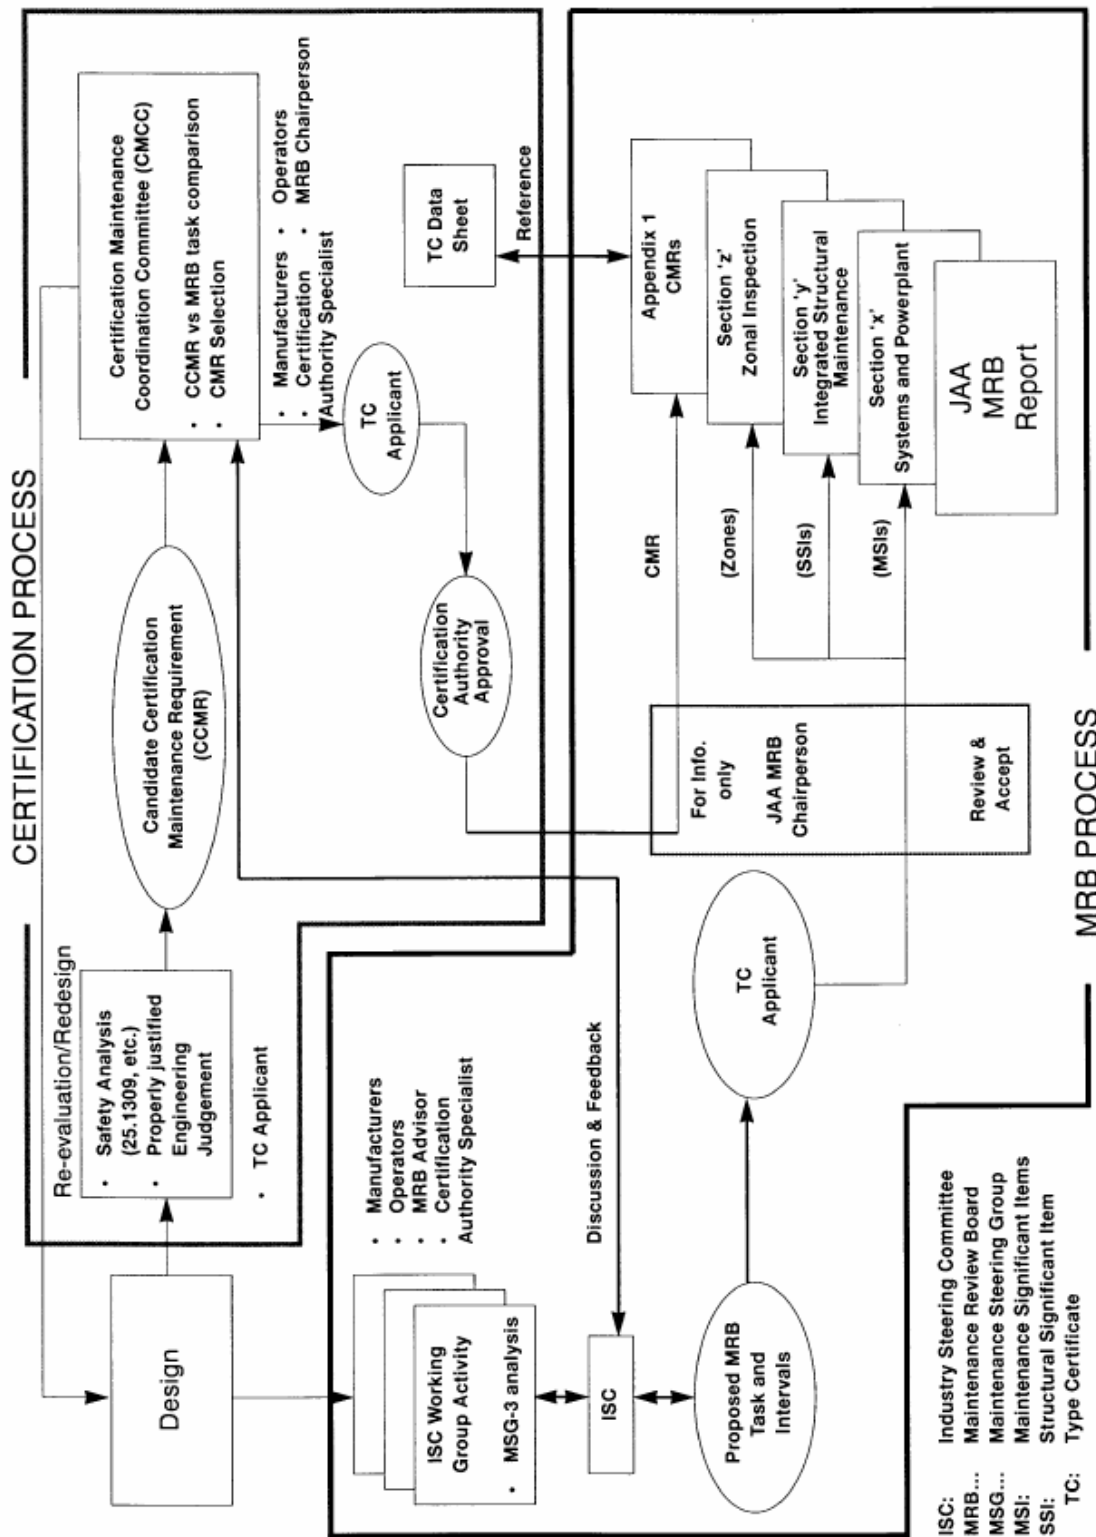 CERTIFICATION PROCESS
Re-evaluation/Redesign
Design
• Safety Analysis
(25.1309, etc.)
• Properly justified
Engineering
Judgement
• TC Applicant
Candidate Certification
Maintenance Requirement
(CCMR)
Certification Maintenance
Coordination Committee (CMCC)
• CCMR vs MRB task comparison
• CMR Selection
• Manufacturers • Operators
• Certification • MRB Chairperson
Authority Specialist
TC
Applicant
Certification
Authority
Approval
TC Data
Sheet
Reference
• Manufacturers
• Operators
• MRB Advisor
• Certification
Authority Specialist
ISC Working
Group Activity
• MSG-3 analysis
Discussion & Feedback
ISC
Proposed MRB
Task and
Intervals
TC
Applicant
For Info.
only
JAA MRB
Chairperson
Review &
Accept
CMR
(Zones)
(SSIs)
(MSIs)
Appendix 1
CMRs
Section 'z'
Zonal Inspection
Section 'y'
Integrated Structural
Maintenance
Section 'x'
Systems and Powerplant
JAA
MRB
Report
MRB PROCESS
ISC: Industry Steering Committee
MRB... Maintenance Review Board
MSG... Maintenance Steering Group
MSI: Maintenance Significant Items
SSI: Structural Significant Item
TC: Type Certificate